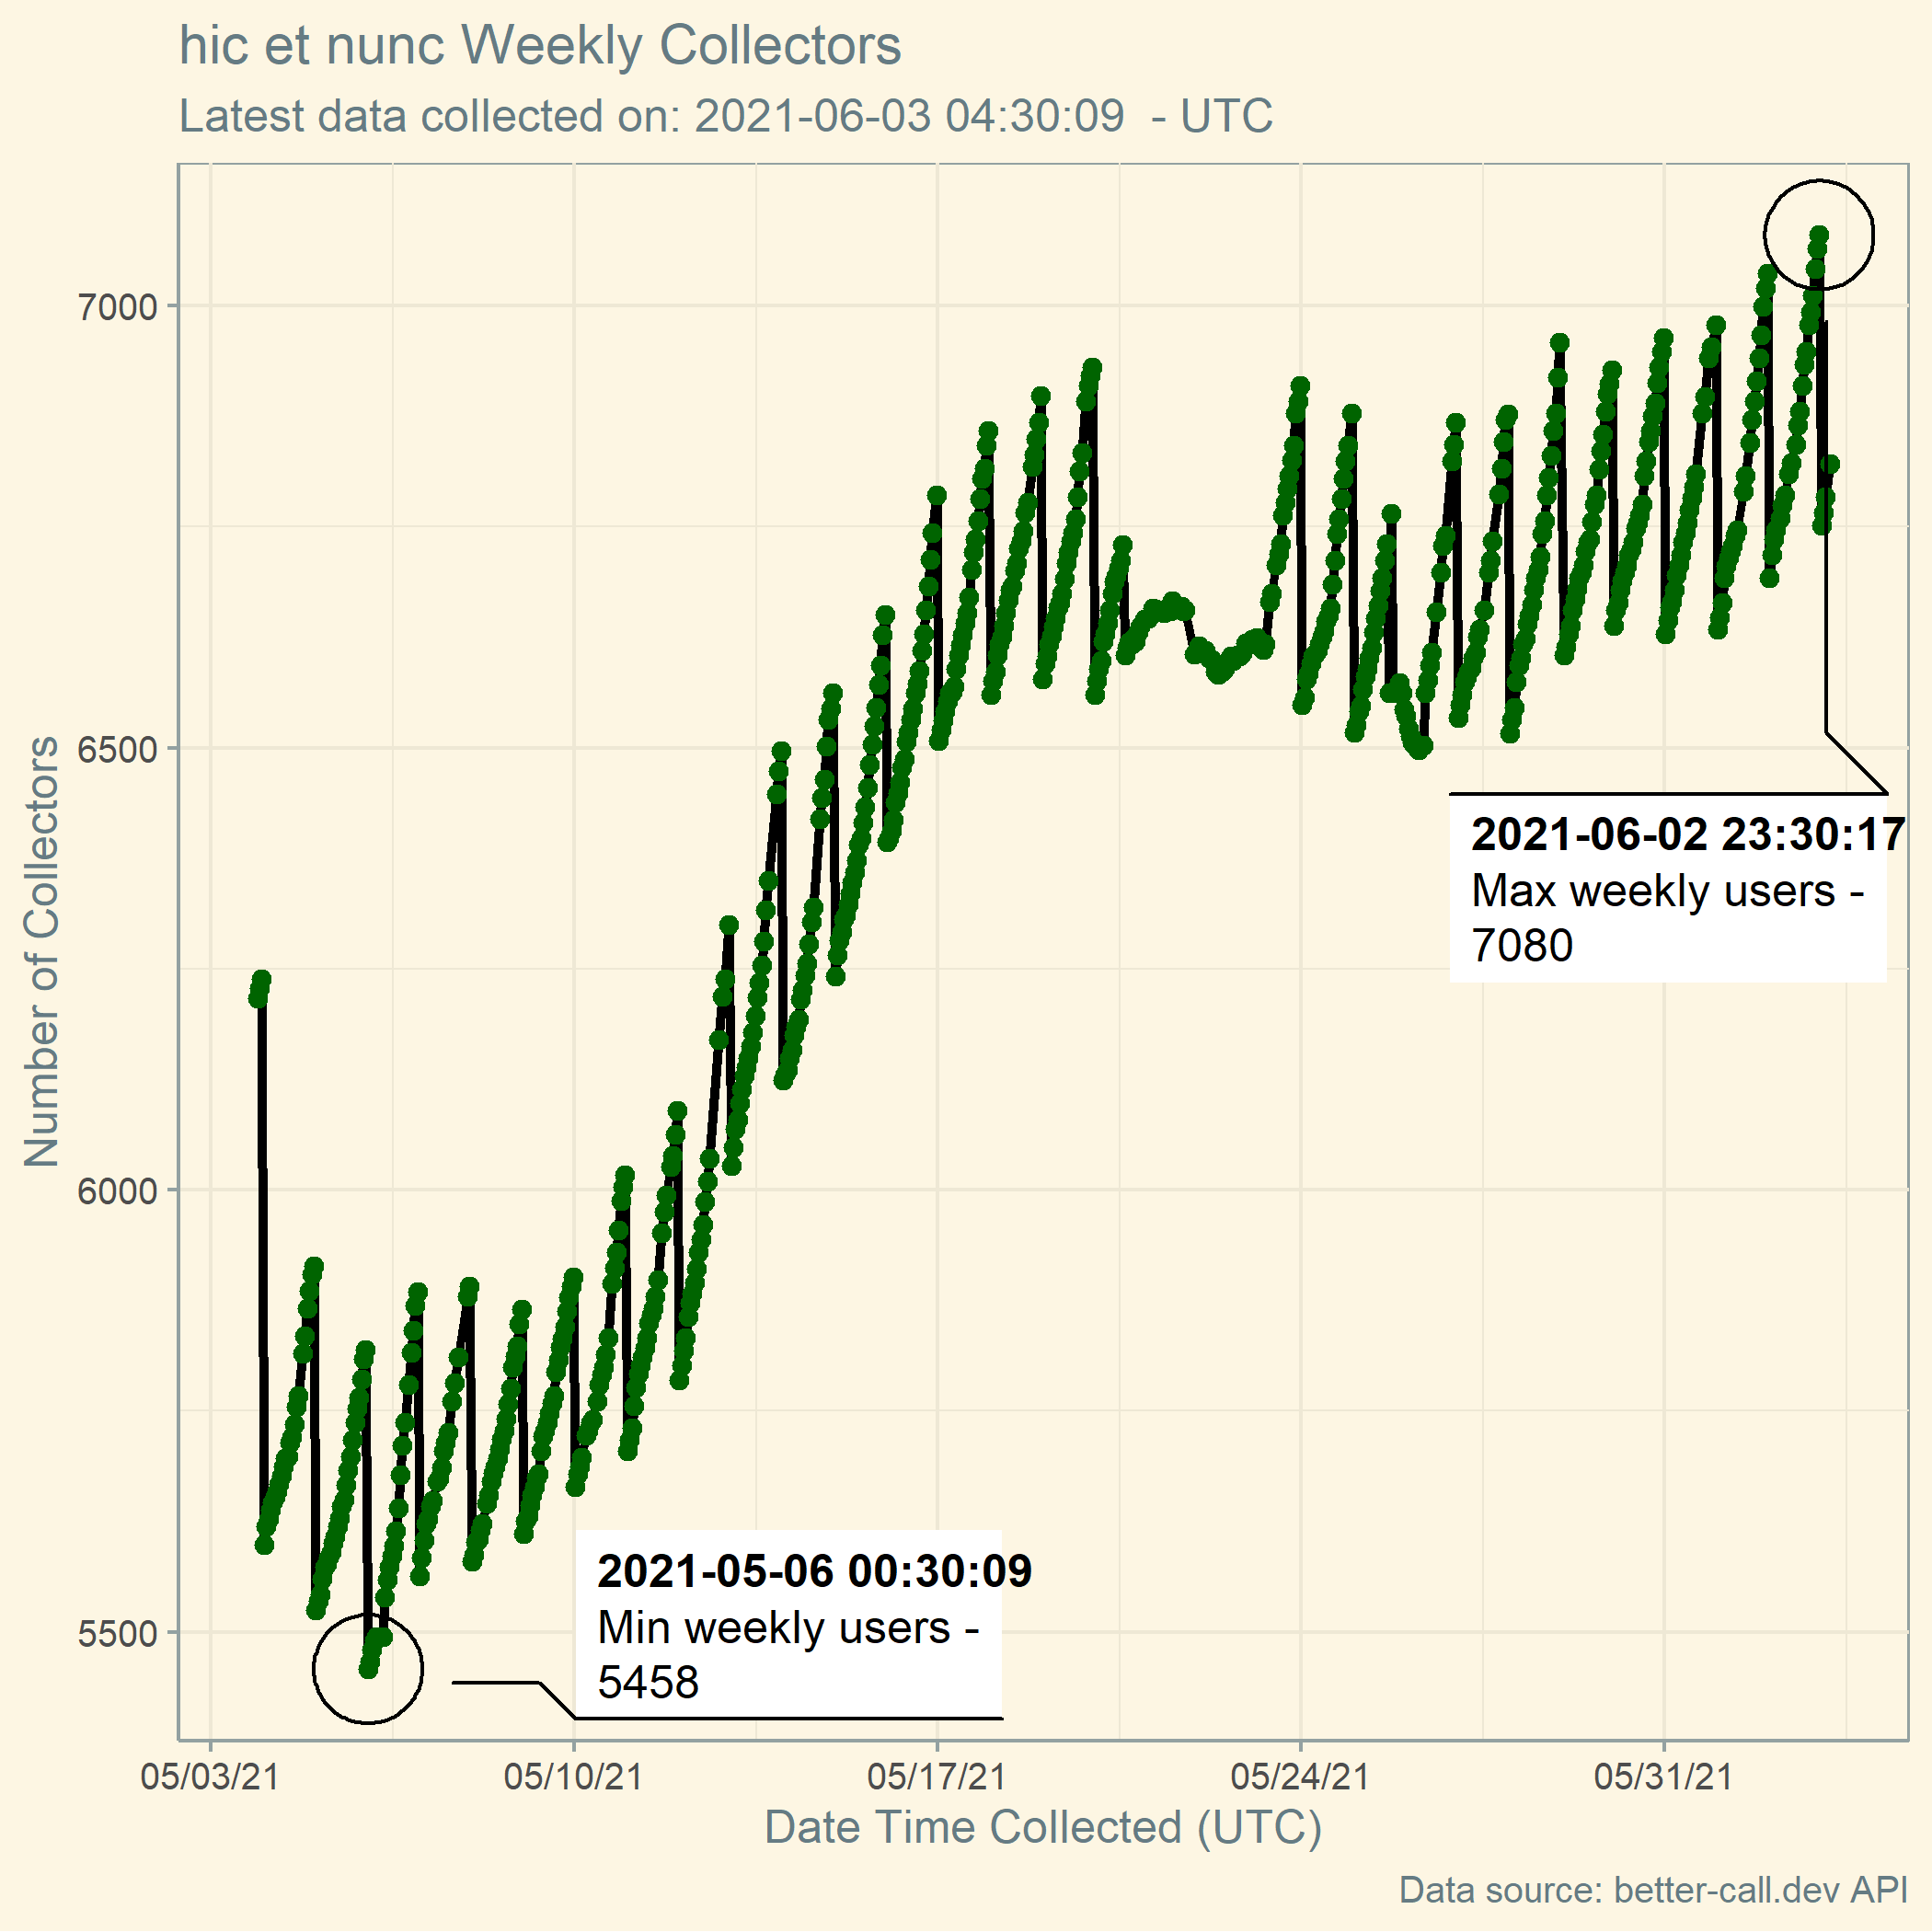 hic et nunc Weekly Collectors
Latest data collected on: 2021-06-03 04:30:09  - UTC
Number of Collectors
7000
6500
6000
5500
2021-06-02 23:30:17
Max weekly users -
7080
2021-05-06 00:30:09
Min weekly users -
5458
05/03/21
05/10/21
05/17/21
05/24/21
05/31/21
Date Time Collected (UTC)
Data source: better-call.dev API